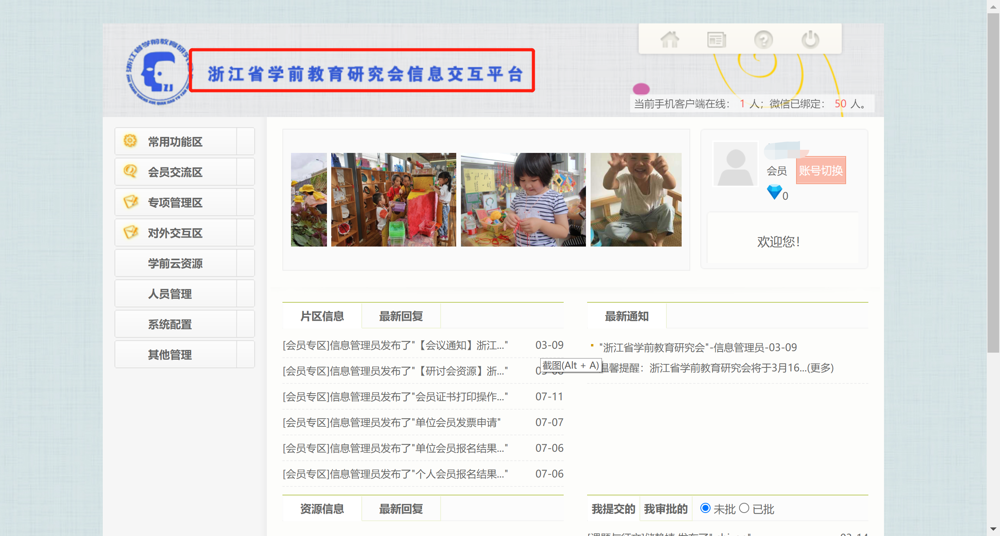 浙江省学前教育研究会信息交互平台
当前手机客户端在线： 1 人；微信已绑定： 50 人。
常用功能区
会员交流区
专项管理区
对外交互区
学前云资源
人员管理
系统配置
其他管理
会员
账号切换
0
欢迎您！
片区信息 最新回复
[会员专区]信息管理员发布了"【会议通知】浙江..." 03-09
[会员专区]信息管理员发布了"【研讨会资源】浙..."
[会员专区]信息管理员发布了"会员证书打印操作..." 07-11
[会员专区]信息管理员发布了"单位会员发票申请" 07-07
[会员专区]信息管理员发布了"单位会员报名结果..." 07-06
[会员专区]信息管理员发布了"个人会员报名结果..." 07-06
截图(Alt + A)
最新通知
"浙江省学前教育研究会"-信息管理员-03-09
温馨提醒：浙江省学前教育研究会将于3月16...(更多)
资源信息 最新回复
我提交的 我审批的 未批 已批